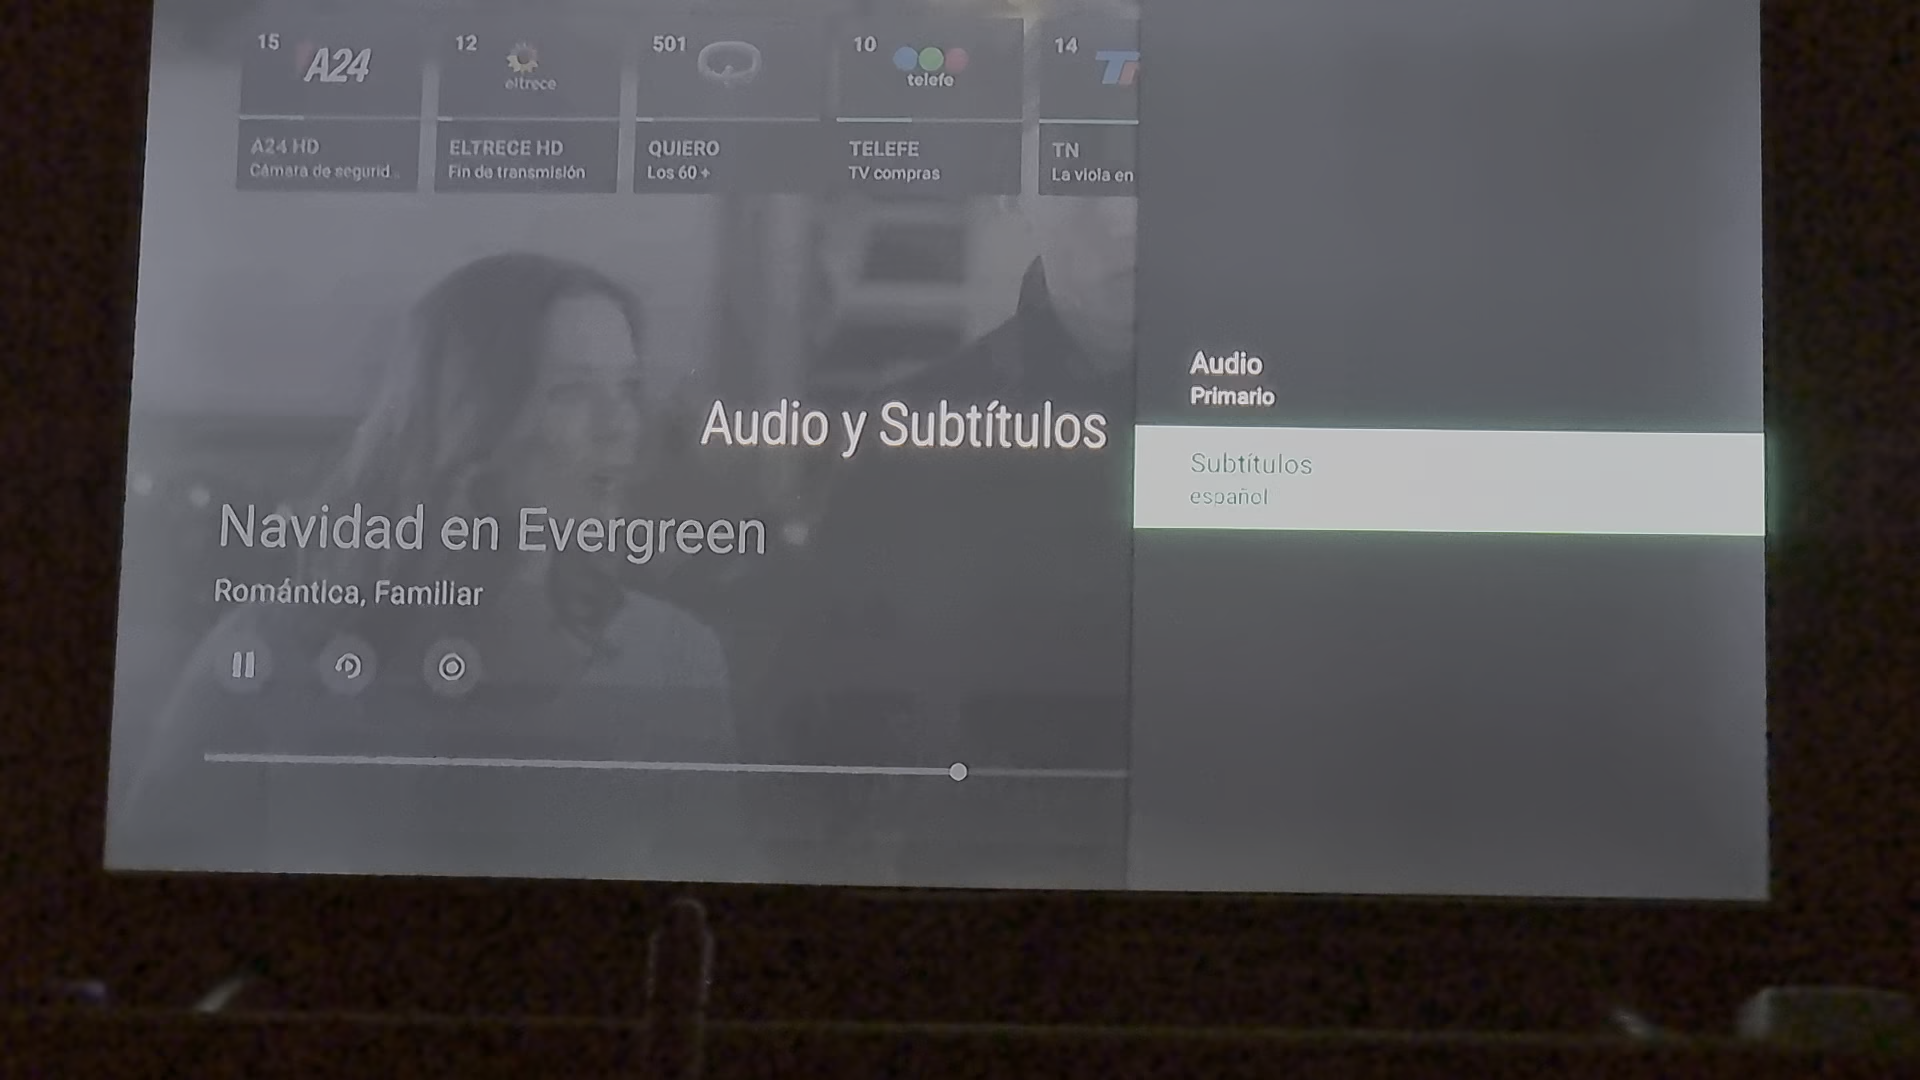 15
A24
A24 HD
Cámara de segurid...
12
eltrece
ELTRECE HD
Fin de transmisión
501
QUIERO
Los 60 +
10
telefe
TELEFE
TV compras
14
TN
La viola en
Audio y Subtítulos
Audio
Primario
Subtítulos
español
Navidad en Evergreen
Romántica, Familiar